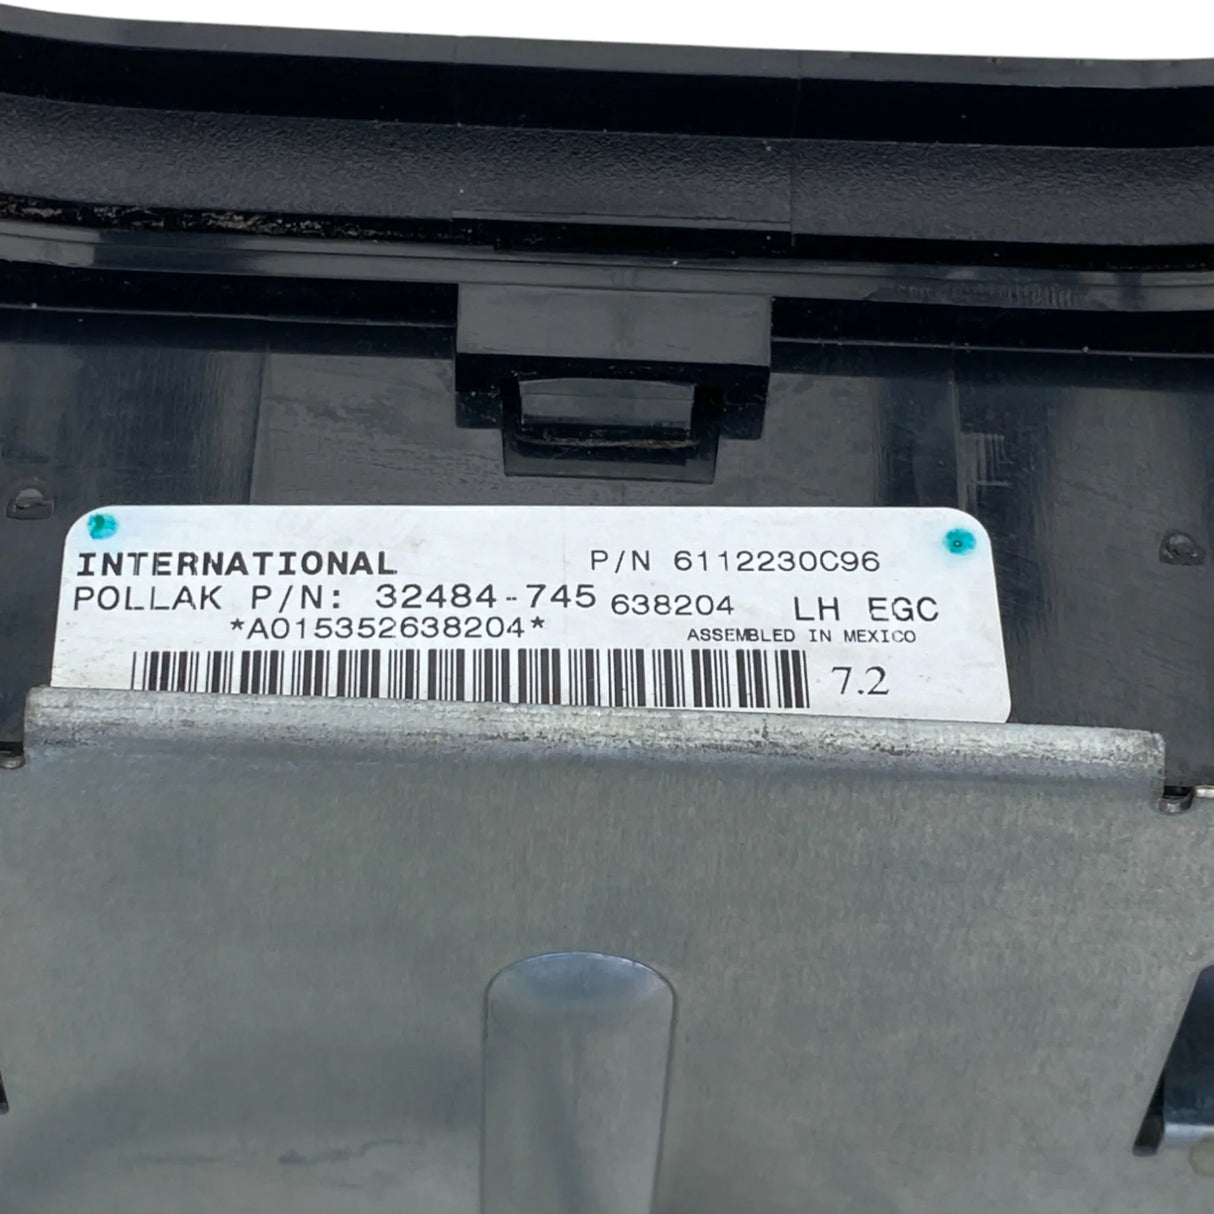 INTERNATIONAL P/N 6112230C96
POLLAK P/N: 32484-745 638204 LH EGC
*A015352638204* ASSEMBLED IN MEXICO
7.2